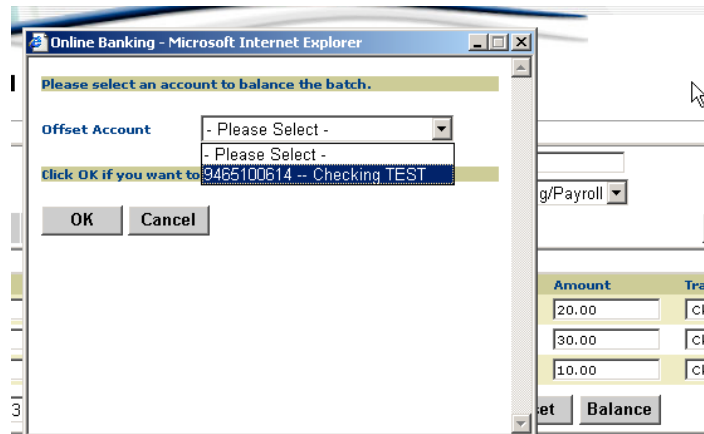 Online Banking - Microsoft Internet Explorer
Please select an account to balance the batch.
Offset Account
- Please Select -
- Please Select -
Click OK if you want to
9465100614 -- Checking TEST
g/Payroll
OK Cancel
Amount
20.00
30.00
10.00
3
et Balance